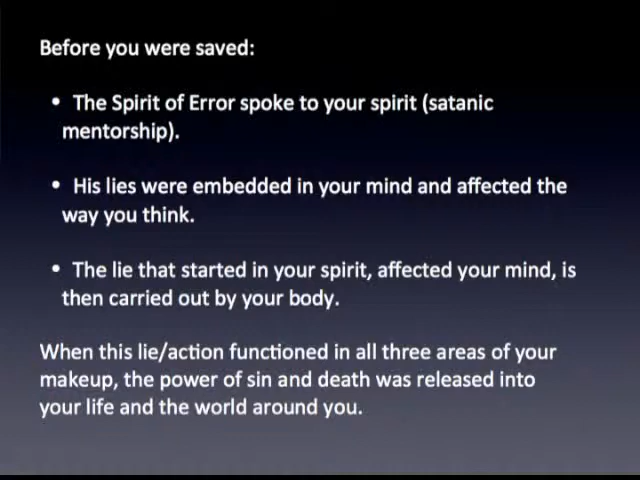 Before you were saved:
• The Spirit of Error spoke to your spirit (satanic
mentorship).
• His lies were embedded in your mind and affected the
way you think.
• The lie that started in your spirit, affected your mind, is
then carried out by your body.
When this lie/action functioned in all three areas of your
makeup, the power of sin and death was released into
your life and the world around you.